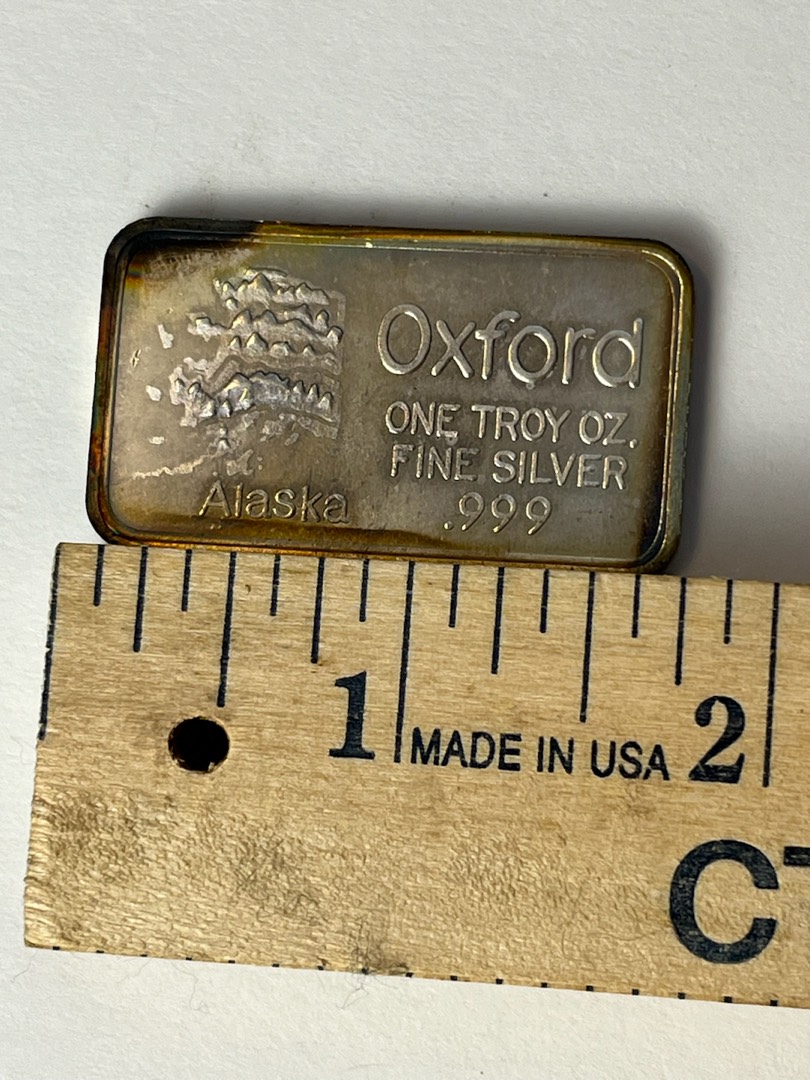 Oxford
ONE TROY OZ.
FINE SILVER
.999
Alaska
1
MADE IN USA
2